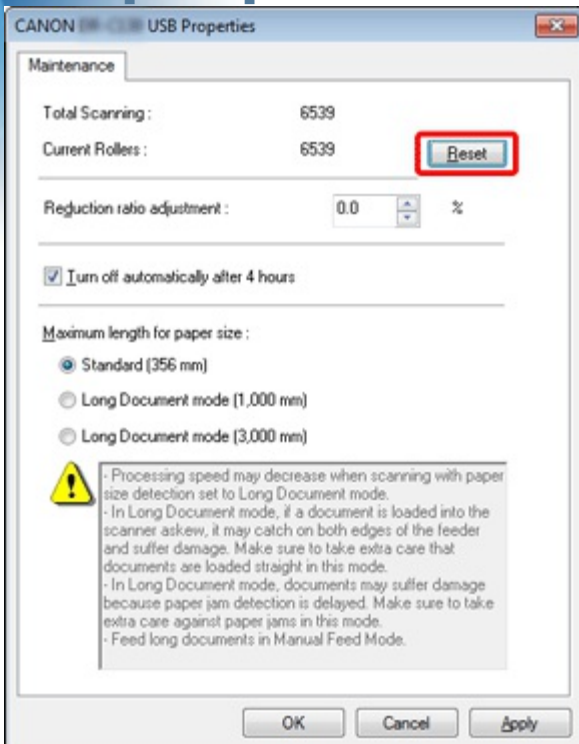 CANON USB Properties
Maintenance
Total Scanning : 6539
Current Rollers : 6539 Reset
Reduction ratio adjustment : 0.0 %
Turn off automatically after 4 hours
Maximum length for paper size :
Standard (356 mm)
Long Document mode (1,000 mm)
Long Document mode (3,000 mm)
- Processing speed may decrease when scanning with paper
size detection set to Long Document mode.
- In Long Document mode, if a document is loaded into the
scanner askew, it may catch on both edges of the feeder
and suffer damage. Make sure to take extra care that
documents are loaded straight in this mode.
- In Long Document mode, documents may suffer damage
because paper jam detection is delayed. Make sure to take
extra care against paper jams in this mode.
- Feed long documents in Manual Feed Mode.
OK Cancel Apply